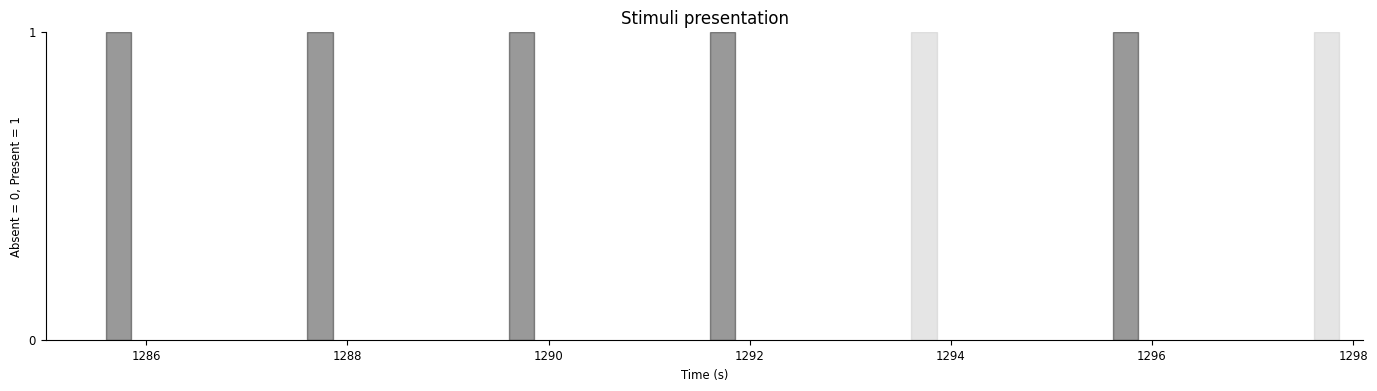 Stimuli presentation
1
Absent = 0, Present = 1
0
1286 1288 1290 1292 1294 1296 1298
Time (s)